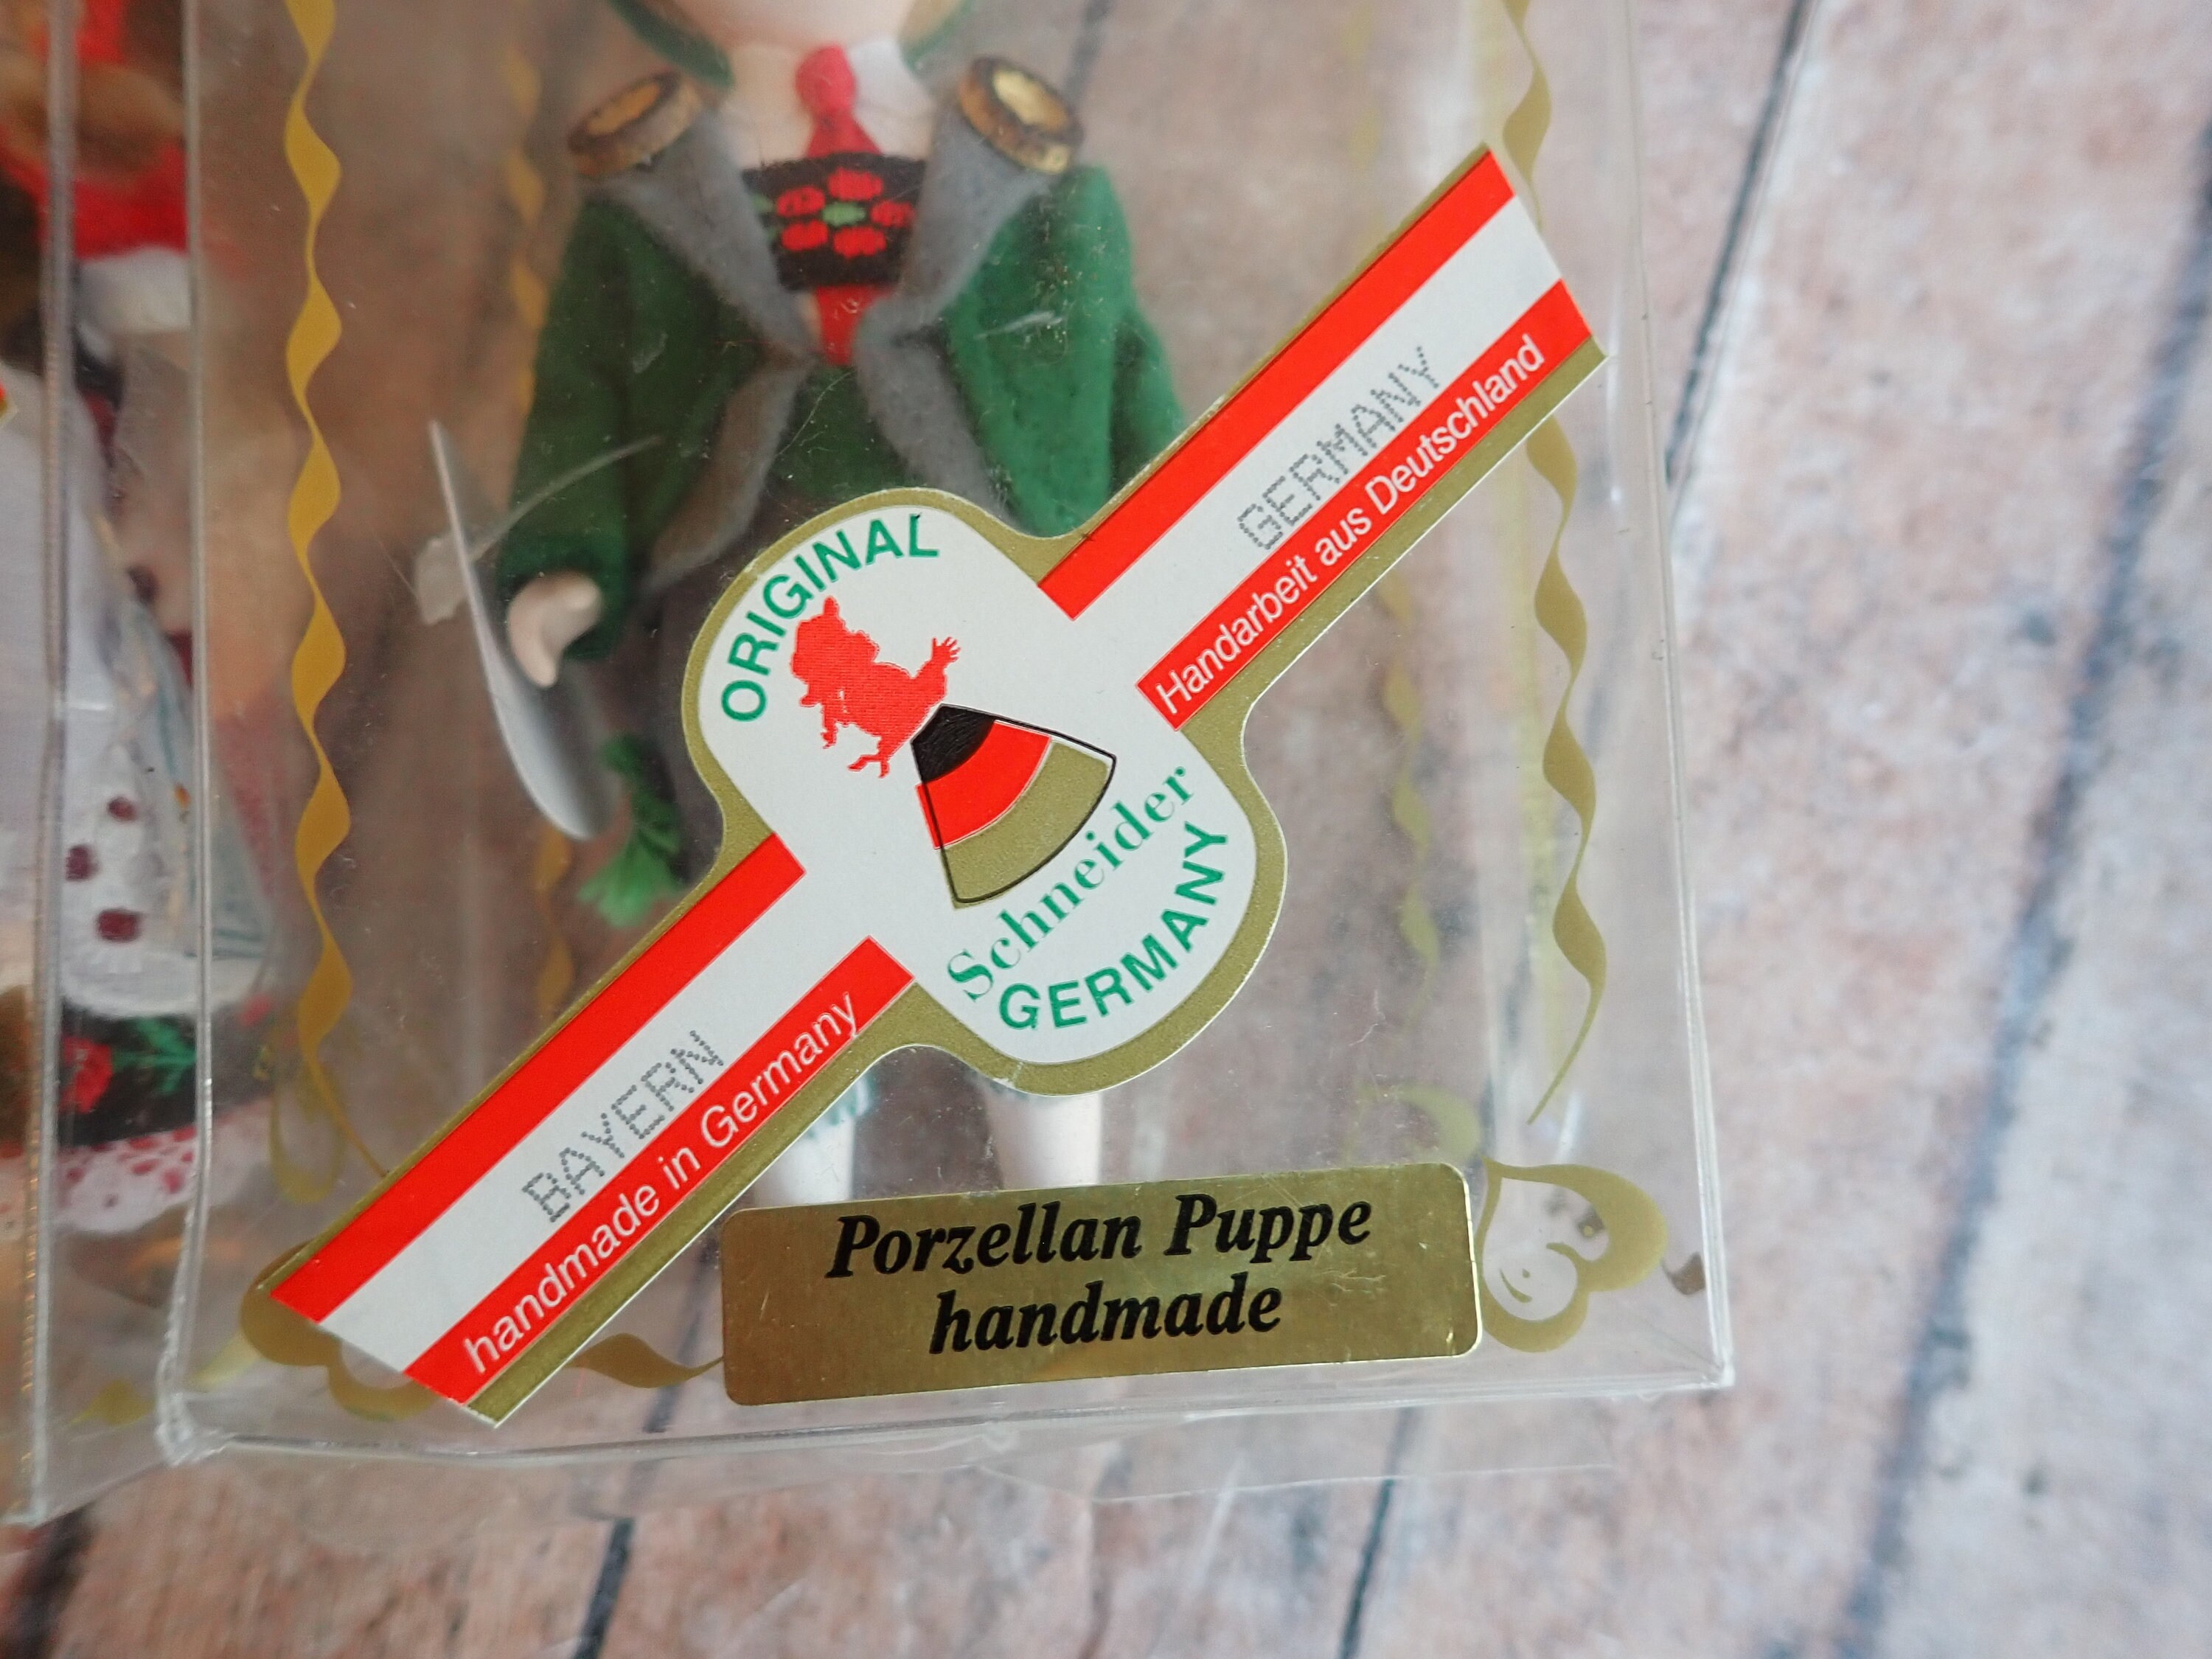 ORIGINAL
Schneider
GERMANY
GERMANY
Handarbeit aus Deutschland
BAYERN
handmade in Germany
Porzellan Puppe
handmade